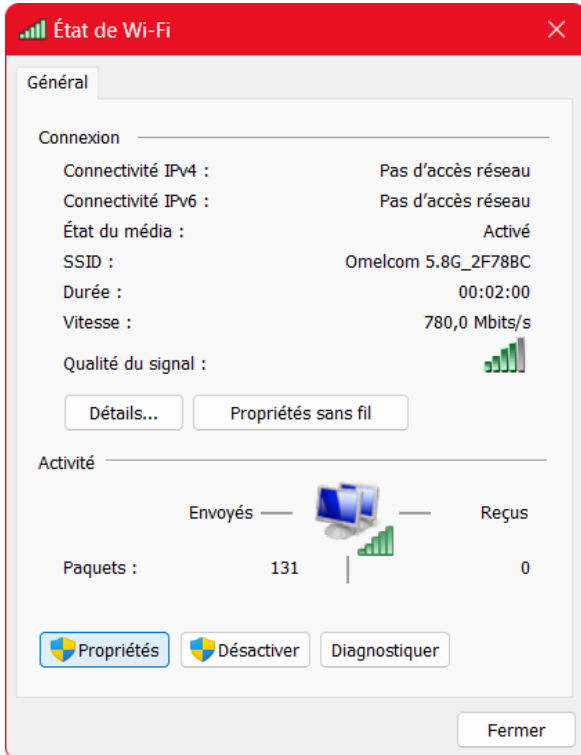 État de Wi-Fi
Général
Connexion
Connectivité IPv4 : Pas d’accès réseau
Connectivité IPv6 : Pas d’accès réseau
État du média : Activé
SSID : Omelcom 5.8G_2F78BC
Durée : 00:02:00
Vitesse : 780,0 Mbits/s
Qualité du signal :
Détails... Propriétés sans fil
Activité
Envoyés Reçus
Paquets : 131 0
Propriétés Désactiver Diagnostiquer
Fermer